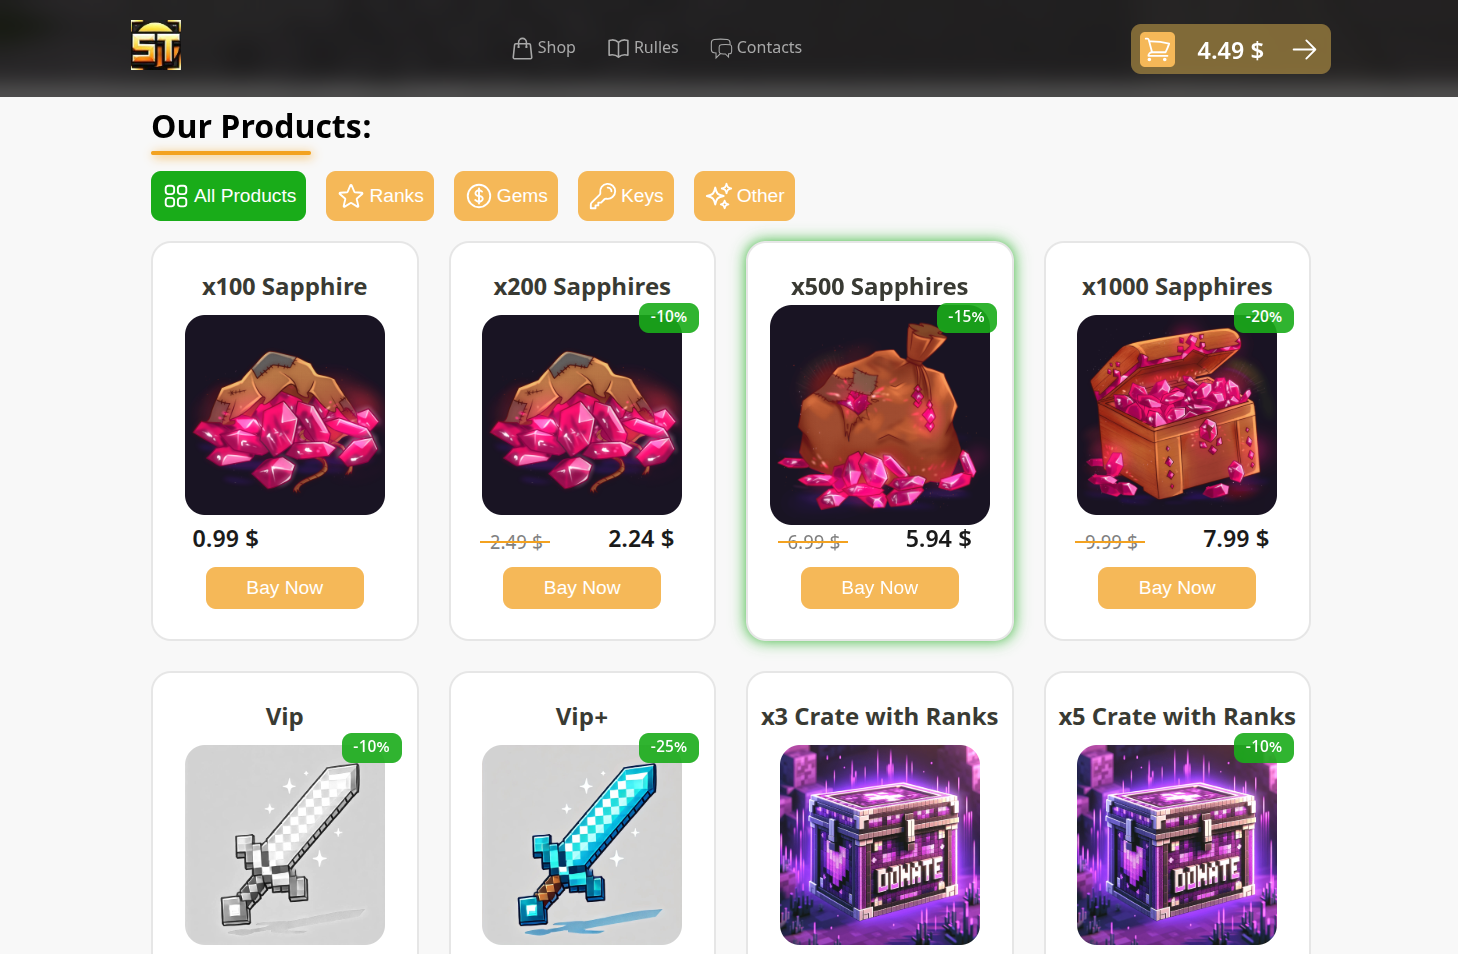 ST
Shop
Rulles
Contacts
4.49 $
Our Products:
All Products
Ranks
Gems
Keys
Other
x100 Sapphire
x200 Sapphires
x500 Sapphires
x1000 Sapphires
-10%
-15%
-20%
0.99 $
2.49 $
2.24 $
6.99 $
5.94 $
9.99 $
7.99 $
Bay Now
Bay Now
Bay Now
Bay Now
Vip
Vip+
x3 Crate with Ranks
x5 Crate with Ranks
-10%
-25%
-10%
DONATE
DONATE